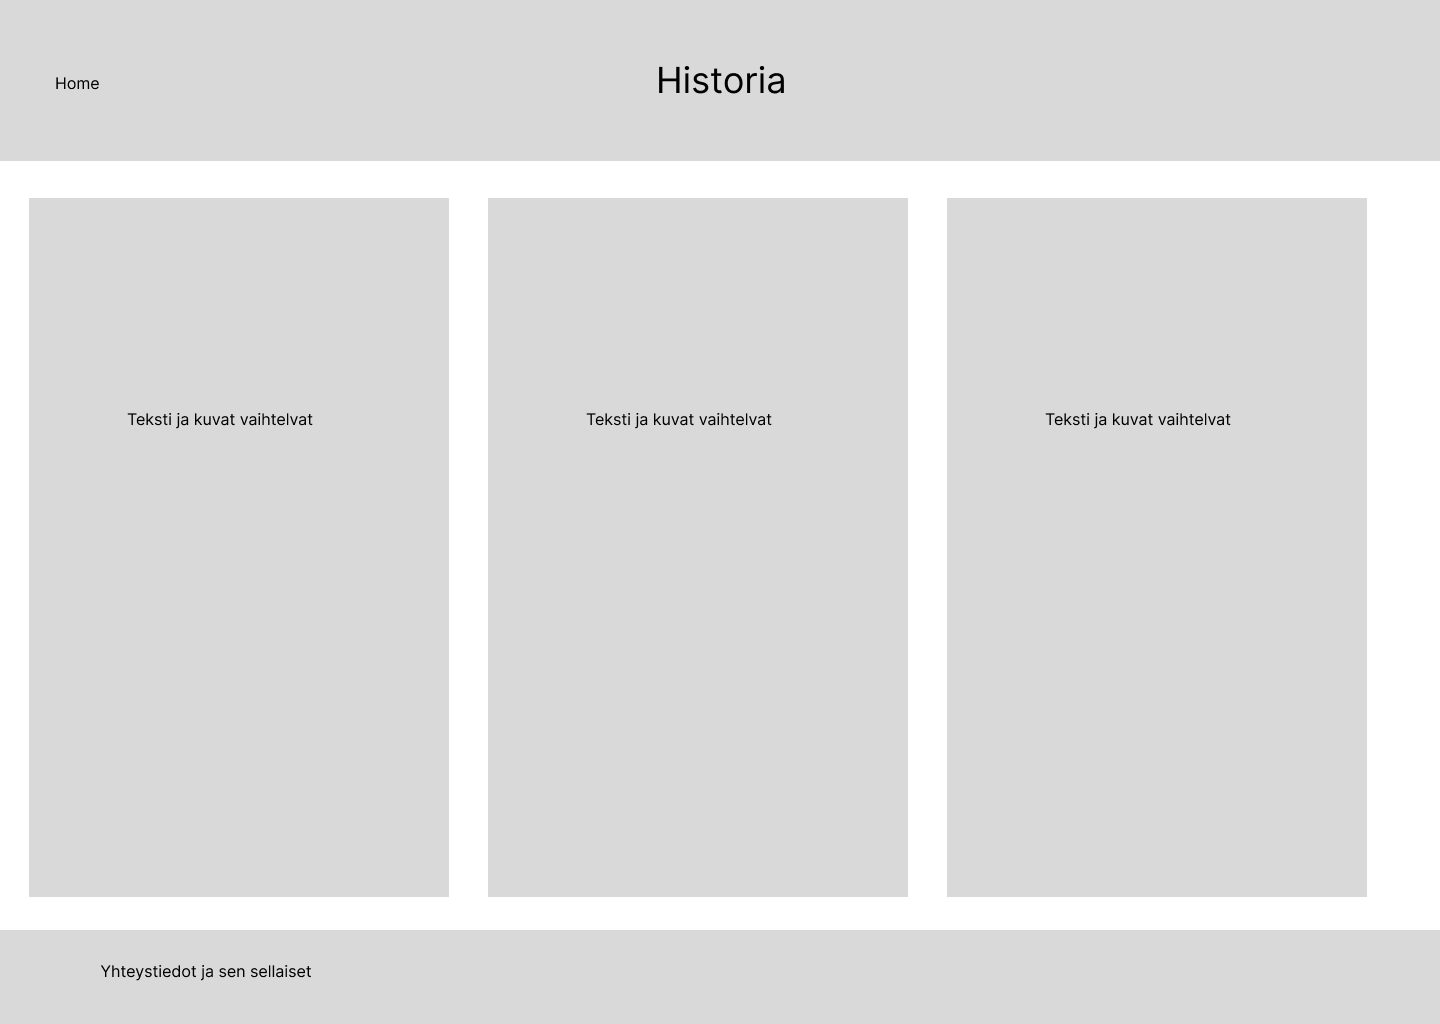 Home
Historia
Teksti ja kuvat vaihtelvat
Teksti ja kuvat vaihtelvat
Teksti ja kuvat vaihtelvat
Yhteystiedot ja sen sellaiset